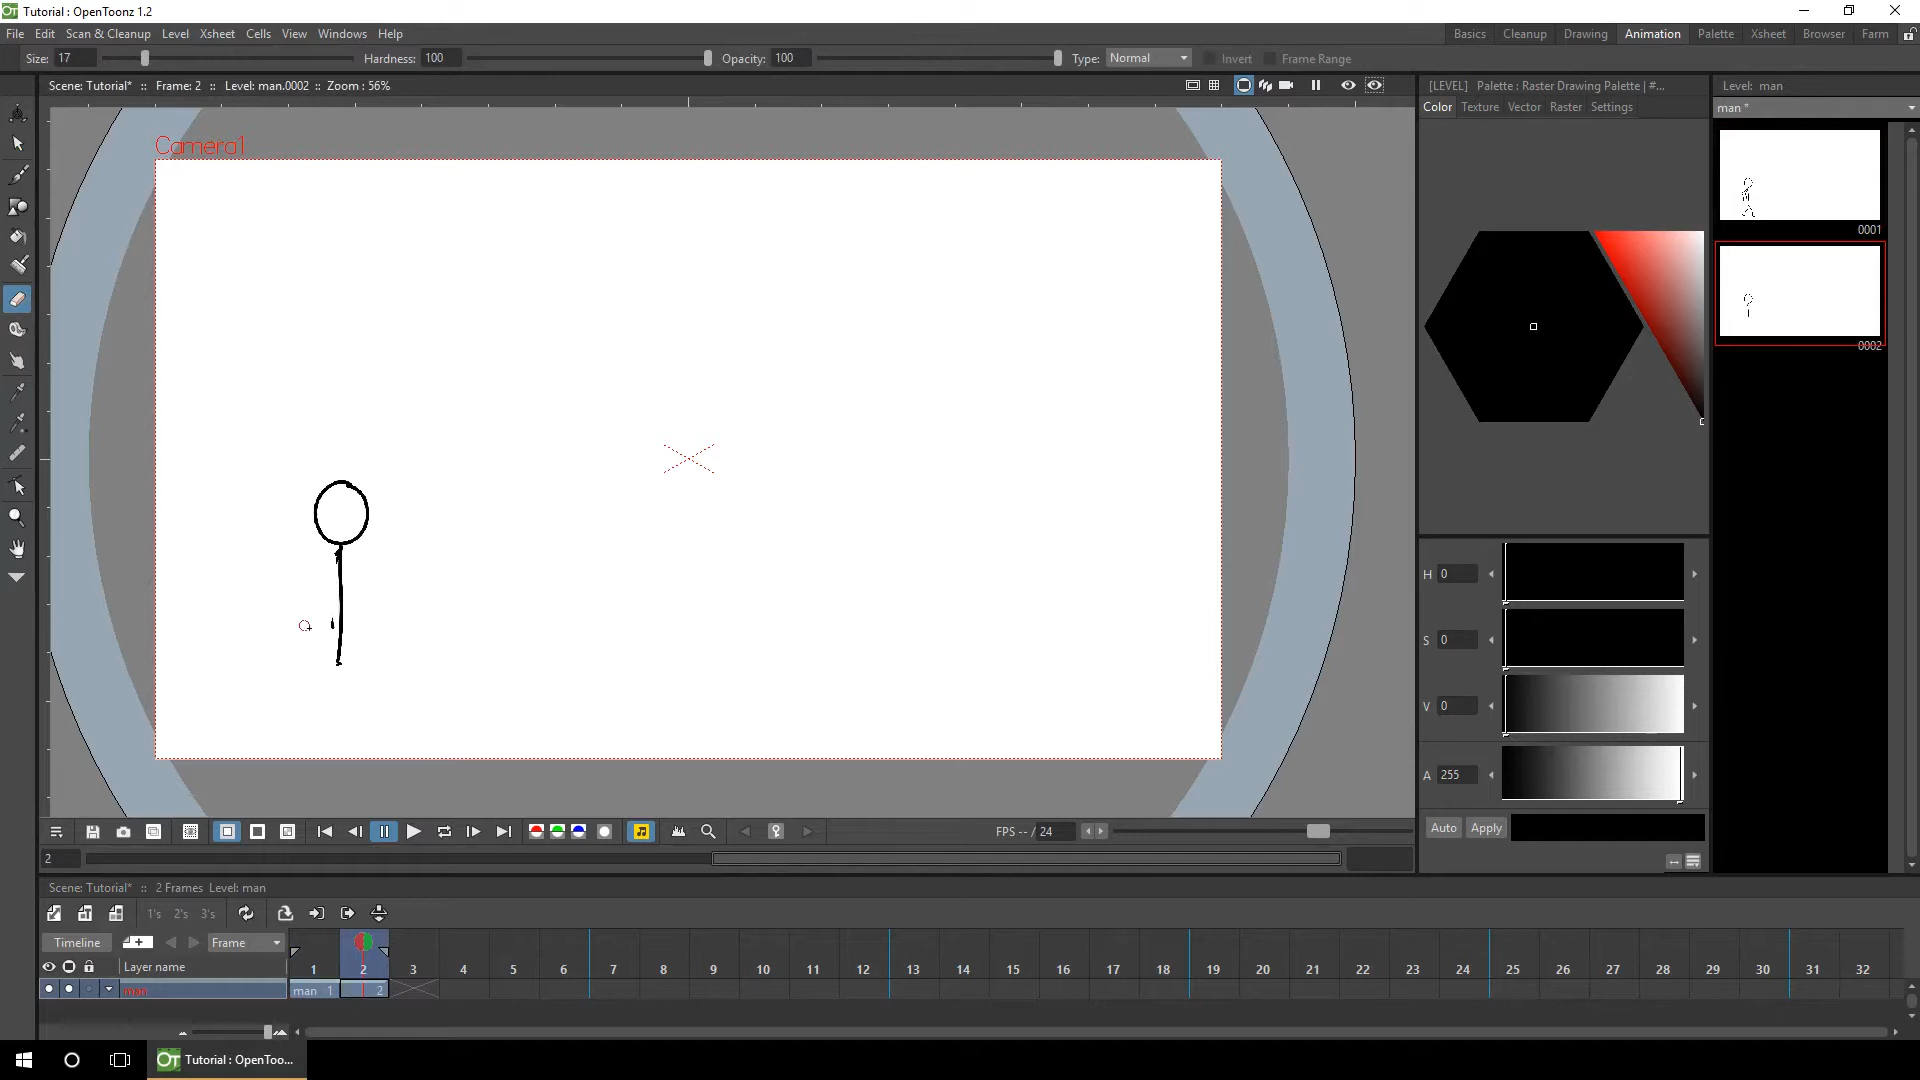 Tutorial : OpenToonz 1.2
File Edit Scan & Cleanup Level Xsheet Cells View Windows Help
Basics Cleanup Drawing Animation Palette Xsheet Browser Farm
Size: 17 Hardness: 100 Opacity: 100 Type: Normal Invert Frame Range
Scene: Tutorial* :: Frame: 2 :: Level: man.0002 :: Zoom : 56%
[LEVEL] Palette : Raster Drawing Palette | #...
Level: man
Color Texture Vector Raster Settings
man *
Camera1
0001
0002
H 0
S 0
V 0
A 255
Auto Apply
FPS -- / 24
2
Scene: Tutorial* :: 2 Frames Level: man
1's 2's 3's
Timeline Frame
Layer name
1 2 3 4 5 6 7 8 9 10 11 12 13 14 15 16 17 18 19 20 21 22 23 24 25 26 27 28 29 30 31 32
man man 1 2
OT Tutorial : OpenToo...